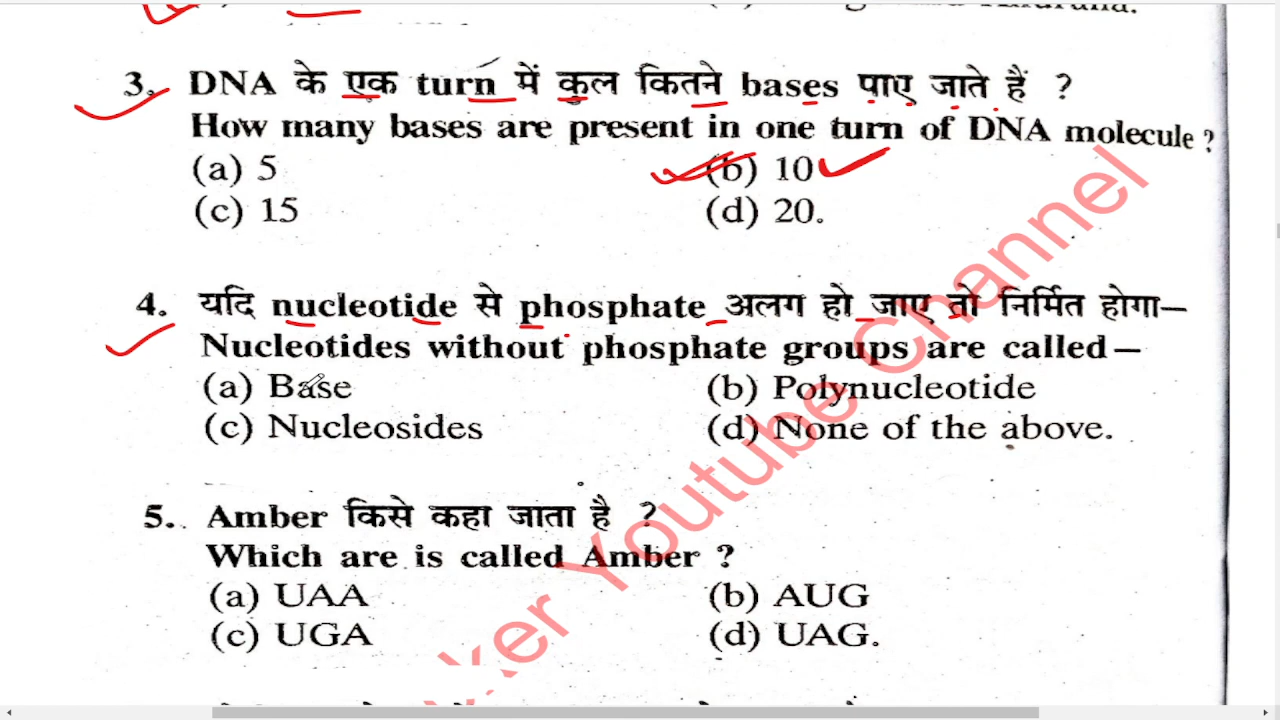 3. DNA के एक turn में कुल कितने bases पाए जाते हैं ?
How many bases are present in one turn of DNA molecule ?
(a) 5 (b) 10
(c) 15 (d) 20.
4. यदि nucleotide से phosphate अलग हो जाए तो निर्मित होगा—
Nucleotides without phosphate groups are called—
(a) Base (b) Polynucleotide
(c) Nucleosides (d) None of the above.
5. Amber किसे कहा जाता है ?
Which are is called Amber ?
(a) UAA (b) AUG
(c) UGA (d) UAG.
Youtube Channel